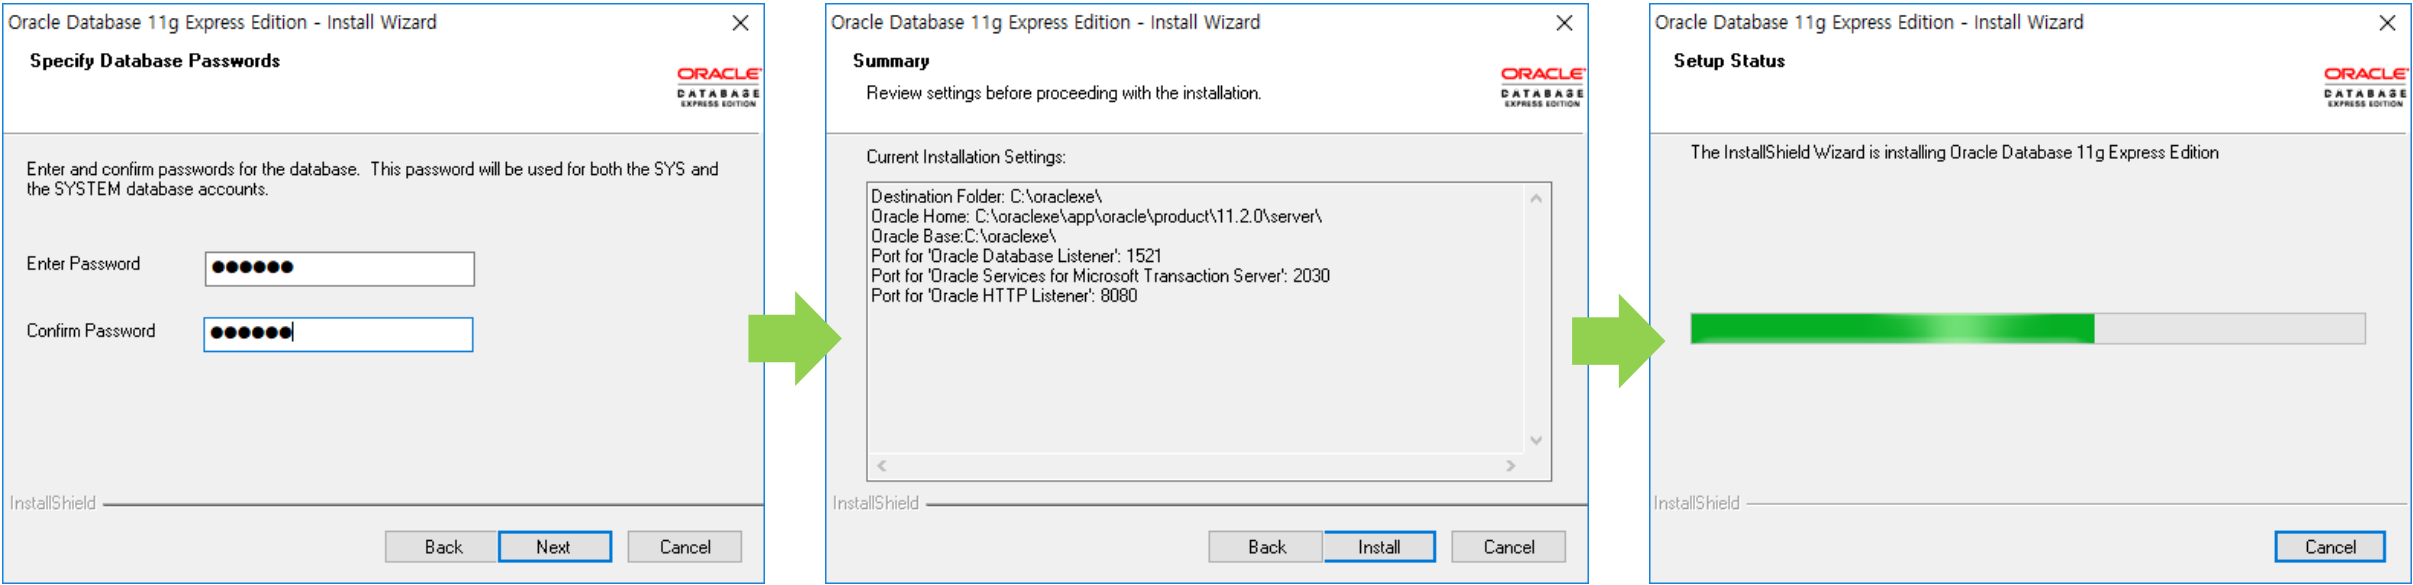 Oracle Database 11g Express Edition - Install Wizard
Specify Database Passwords
ORACLE
DATABASE
EXPRESS EDITION
Enter and confirm passwords for the database. This password will be used for both the SYS and
the SYSTEM database accounts.
Enter Password
Confirm Password
InstallShield
Back Next Cancel
Oracle Database 11g Express Edition - Install Wizard
Summary
Review settings before proceeding with the installation.
ORACLE
DATABASE
EXPRESS EDITION
Current Installation Settings:
Destination Folder: C:\oraclexe\
Oracle Home: C:\oraclexe\app\oracle\product\11.2.0\server\
Oracle Base:C:\oraclexe\
Port for 'Oracle Database Listener': 1521
Port for 'Oracle Services for Microsoft Transaction Server': 2030
Port for 'Oracle HTTP Listener': 8080
InstallShield
Back Install Cancel
Oracle Database 11g Express Edition - Install Wizard
Setup Status
ORACLE
DATABASE
EXPRESS EDITION
The InstallShield Wizard is installing Oracle Database 11g Express Edition
InstallShield
Cancel